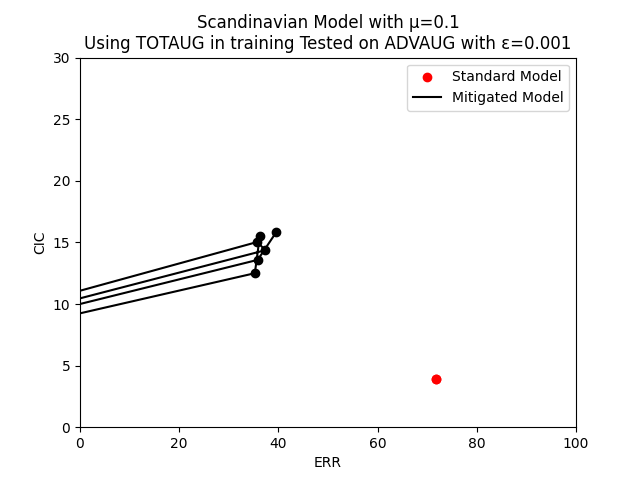 Scandinavian Model with μ=0.1
Using TOTAUG in training Tested on ADVAUG with ε=0.001
Standard Model
Mitigated Model
30
25
20
15
10
5
0
CIC
0 20 40 60 80 100
ERR